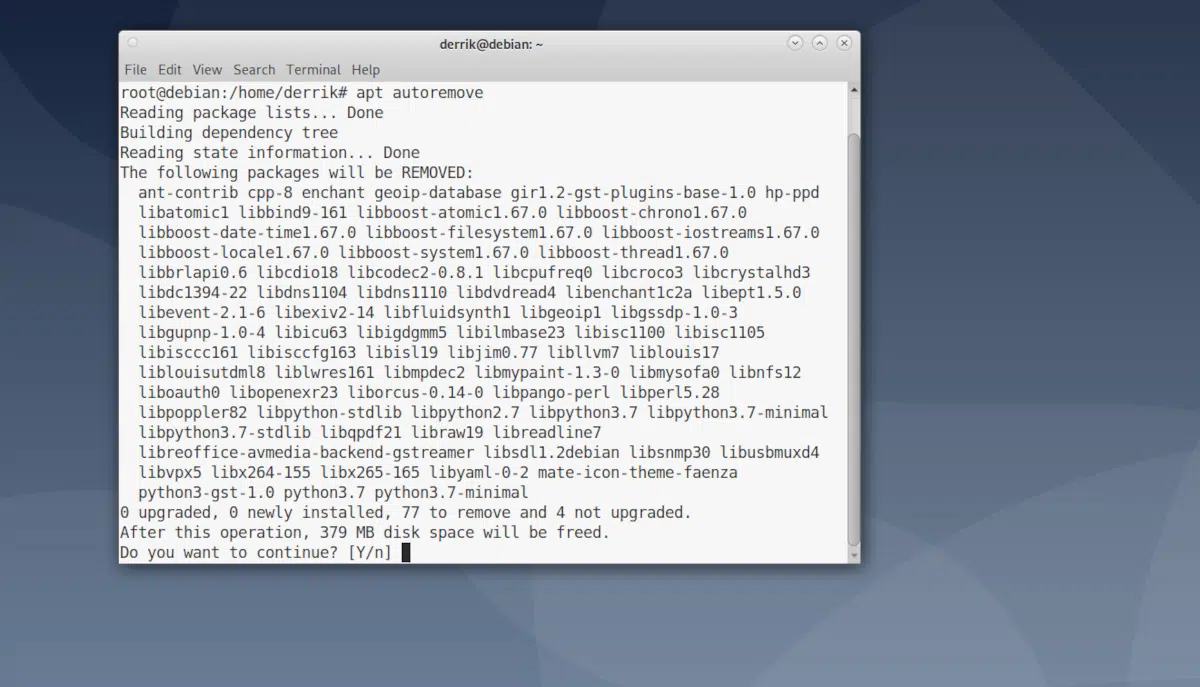 derrik@debian: ~
File Edit View Search Terminal Help
root@debian:/home/derrik# apt autoremove
Reading package lists... Done
Building dependency tree
Reading state information... Done
The following packages will be REMOVED:
ant-contrib cpp-8 enchant geoip-database gir1.2-gst-plugins-base-1.0 hp-ppd
libatomic1 libbind9-161 libboost-atomic1.67.0 libboost-chrono1.67.0
libboost-date-time1.67.0 libboost-filesystem1.67.0 libboost-iostreams1.67.0
libboost-locale1.67.0 libboost-system1.67.0 libboost-thread1.67.0
libbrlapi0.6 libcdio18 libcodec2-0.8.1 libcpufreq0 libcroco3 libcrystalhd3
libdc1394-22 libdns1104 libdns1110 libdvdread4 libenchant1c2a libept1.5.0
libevent-2.1-6 libexiv2-14 libfluidsynth1 libgeoip1 libgssdp-1.0-3
libgupnp-1.0-4 libicu63 libigdgmm5 libilmbase23 libisc1100 libisc1105
libisccc161 libisccfg163 libisl19 libjim0.77 libllvm7 liblouis17
liblouisutdml8 liblwres161 libmpdec2 libmypaint-1.3-0 libmysofa0 libnfs12
liboauth0 libopenexr23 liborcus-0.14-0 libpango-perl libperl5.28
libpoppler82 libpython-stdlib libpython2.7 libpython3.7 libpython3.7-minimal
libpython3.7-stdlib libqpdf21 libraw19 libreadline7
libreoffice-avmedia-backend-gstreamer libsdl1.2debian libsnmp30 libusbmuxd4
libvpx5 libx264-155 libx265-165 libyaml-0-2 mate-icon-theme-faenza
python3-gst-1.0 python3.7 python3.7-minimal
0 upgraded, 0 newly installed, 77 to remove and 4 not upgraded.
After this operation, 379 MB disk space will be freed.
Do you want to continue? [Y/n]